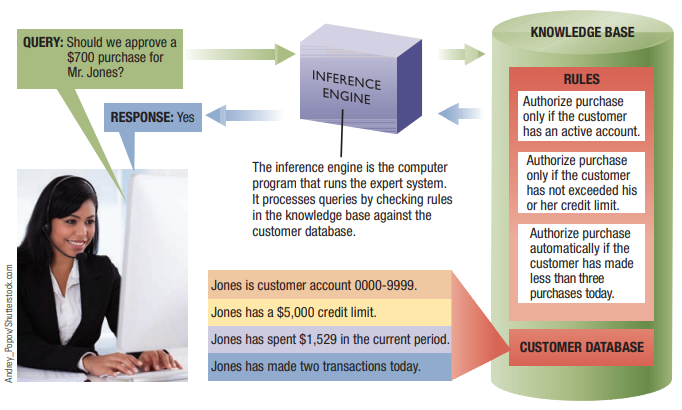 QUERY: Should we approve a
$700 purchase for
Mr. Jones?
RESPONSE: Yes
INFERENCE
ENGINE
The inference engine is the computer
program that runs the expert system.
It processes queries by checking rules
in the knowledge base against the
customer database.
KNOWLEDGE BASE
RULES
Authorize purchase
only if the customer
has an active account.
Authorize purchase
only if the customer
has not exceeded his
or her credit limit.
Authorize purchase
automatically if the
customer has made
less than three
purchases today.
Jones is customer account 0000-9999.
Jones has a $5,000 credit limit.
Jones has spent $1,529 in the current period.
Jones has made two transactions today.
CUSTOMER DATABASE
Andrey_Popov/Shutterstock.com